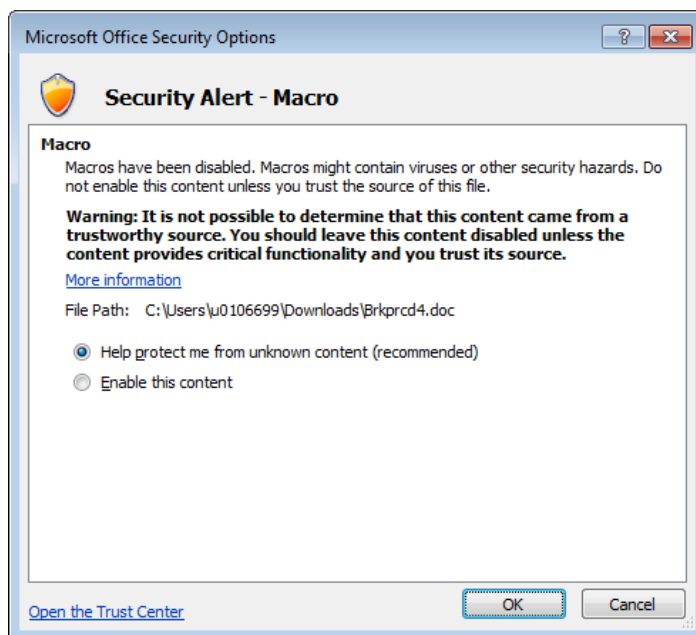 Microsoft Office Security Options
?
Security Alert - Macro
Macro
Macros have been disabled. Macros might contain viruses or other security hazards. Do
not enable this content unless you trust the source of this file.
Warning: It is not possible to determine that this content came from a
trustworthy source. You should leave this content disabled unless the
content provides critical functionality and you trust its source.
More information
File Path: C:\Users\u0106699\Downloads\Brkprcd4.doc
Help protect me from unknown content (recommended)
Enable this content
Open the Trust Center
OK
Cancel